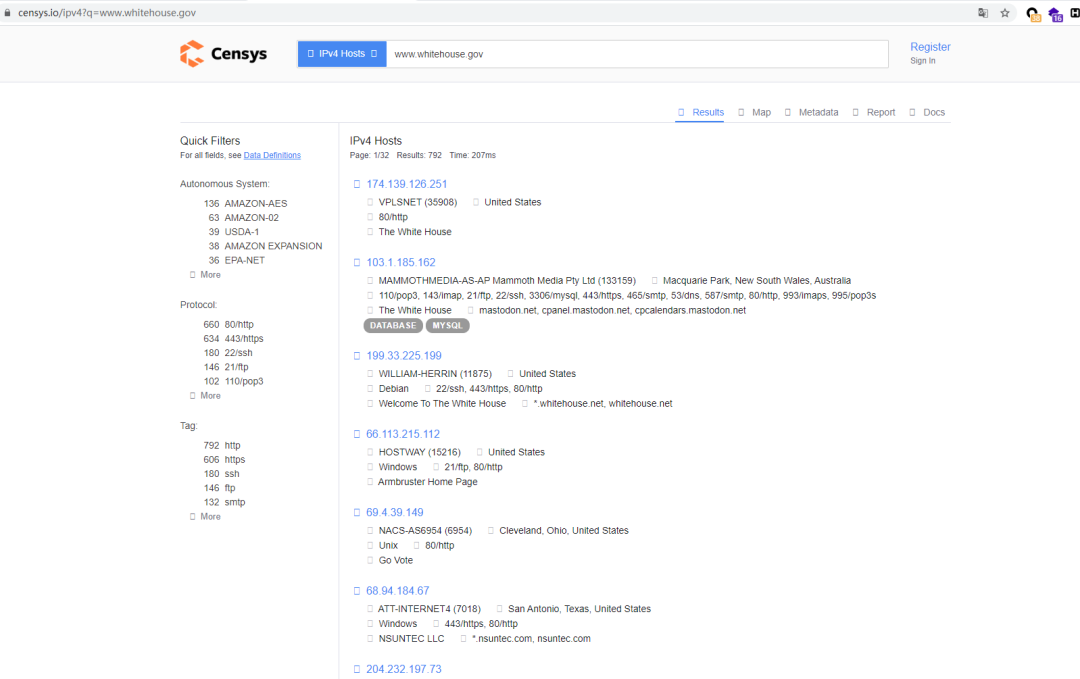 censys.io/ipv4?q=www.whitehouse.gov
16
Censys
IPv4 Hosts
www.whitehouse.gov
Register
Sign In
Results Map Metadata Report Docs
Quick Filters
For all fields, see Data Definitions
Autonomous System:
136 AMAZON-AES
63 AMAZON-02
39 USDA-1
38 AMAZON EXPANSION
36 EPA-NET
More
Protocol:
660 80/http
634 443/https
180 22/ssh
146 21/ftp
102 110/pop3
More
Tag:
792 http
606 https
180 ssh
146 ftp
132 smtp
More
IPv4 Hosts
Page: 1/32 Results: 792 Time: 207ms
174.139.126.251
VPLSNET (35908) United States
80/http
The White House
103.1.185.162
MAMMOTHMEDIA-AS-AP Mammoth Media Pty Ltd (133159) Macquarie Park, New South Wales, Australia
110/pop3, 143/imap, 21/ftp, 22/ssh, 3306/mysql, 443/https, 465/smtp, 53/dns, 587/smtp, 80/http, 993/imaps, 995/pop3s
The White House mastodon.net, cpanel.mastodon.net, cpcalendars.mastodon.net
DATABASE MYSQL
199.33.225.199
WILLIAM-HERRIN (11875) United States
Debian 22/ssh, 443/https, 80/http
Welcome To The White House *.whitehouse.net, whitehouse.net
66.113.215.112
HOSTWAY (15216) United States
Windows 21/ftp, 80/http
Armbruster Home Page
69.4.39.149
NACS-AS6954 (6954) Cleveland, Ohio, United States
Unix 80/http
Go Vote
68.94.184.67
ATT-INTERNET4 (7018) San Antonio, Texas, United States
Windows 443/https, 80/http
NSUNTEC LLC *.nsuntec.com, nsuntec.com
204.232.197.73